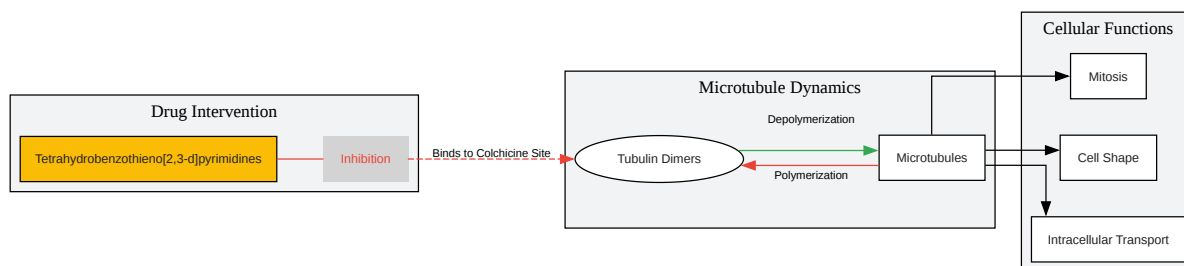 Cellular Functions
Mitosis
Microtubule Dynamics
Drug Intervention
Depolymerization
Tetrahydrobenzothieno[2,3-d]pyrimidines
Inhibition
Binds to Colchicine Site
Tubulin Dimers
Microtubules
Cell Shape
Polymerization
Intracellular Transport